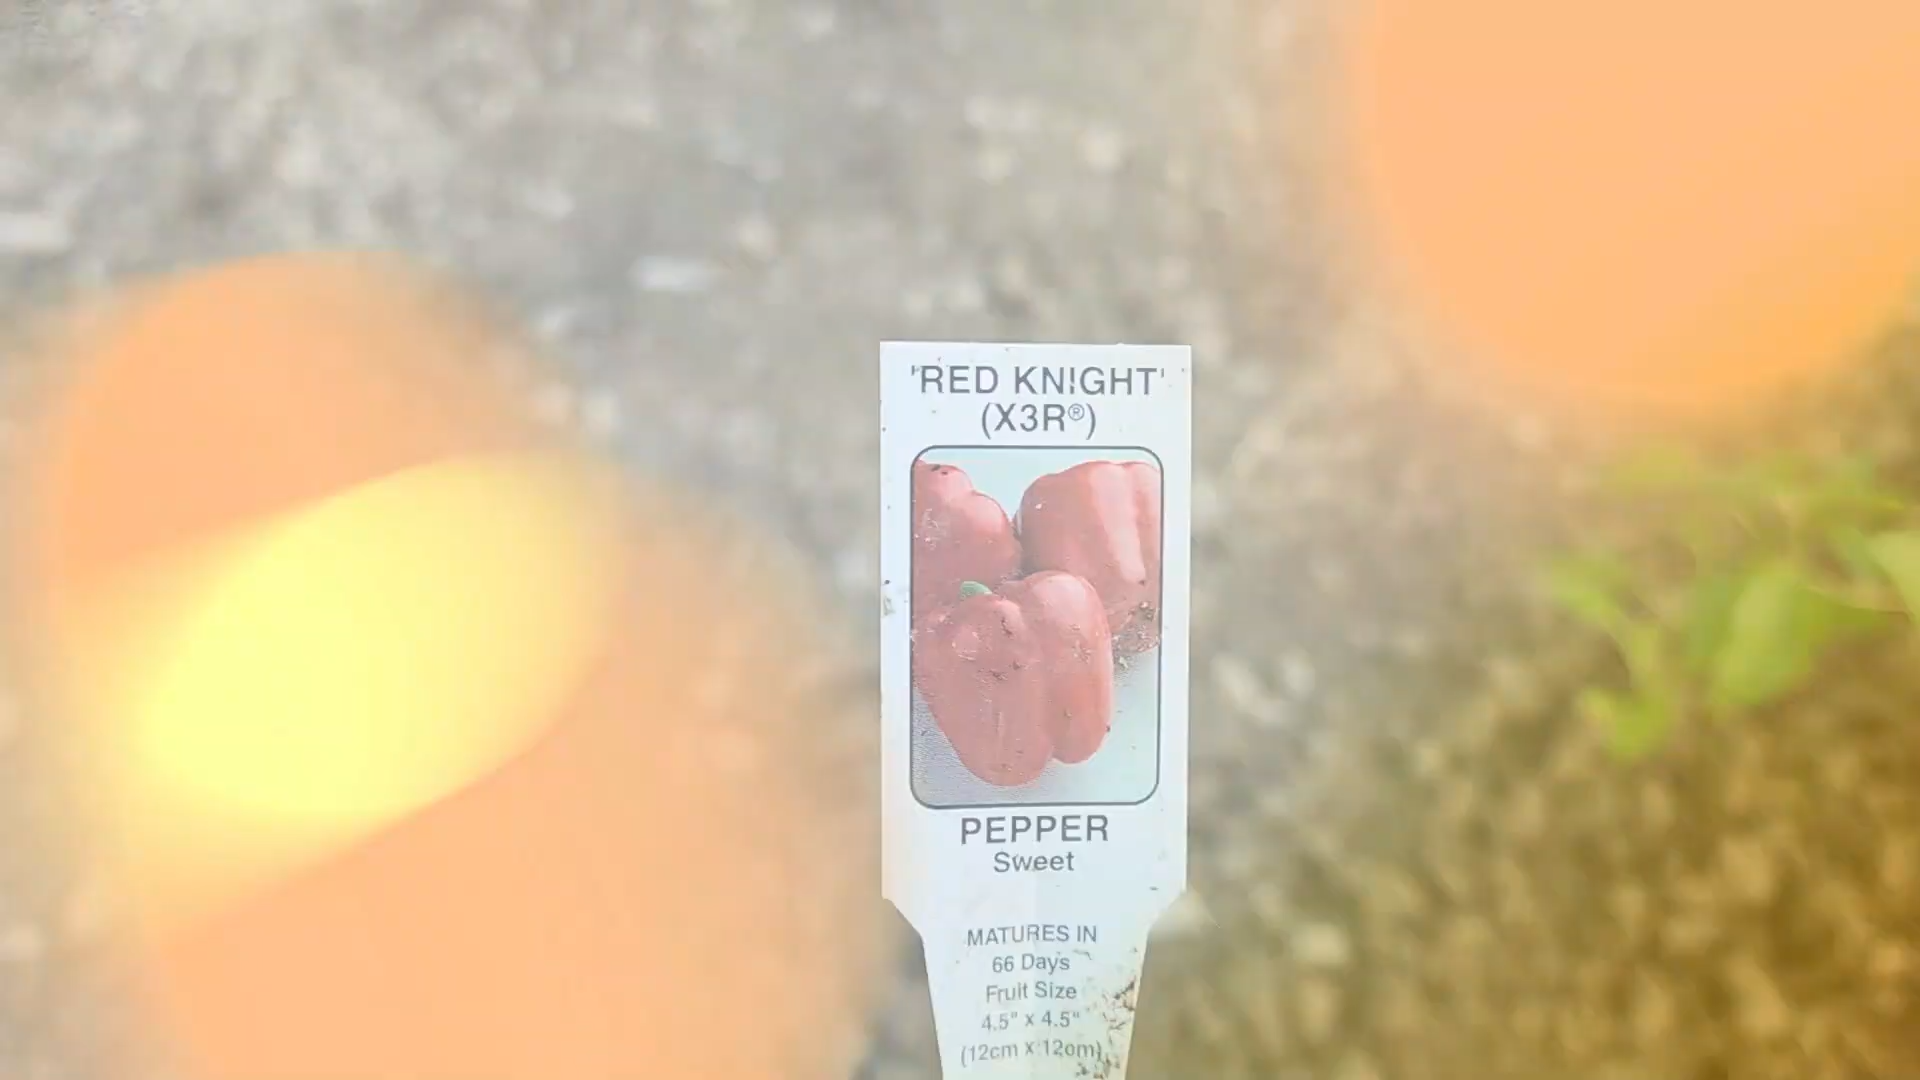 'RED KNIGHT'
(X3R®)
PEPPER
Sweet
MATURES IN
66 Days
Fruit Size
4.5" x 4.5"
(12cm x 12cm)